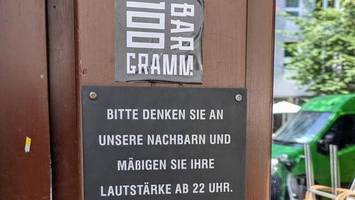 BAR
100
GRAMM
BITTE DENKEN SIE AN
UNSERE NACHBARN UND
MÄßIGEN SIE IHRE
LAUTSTÄRKE AB 22 UHR.